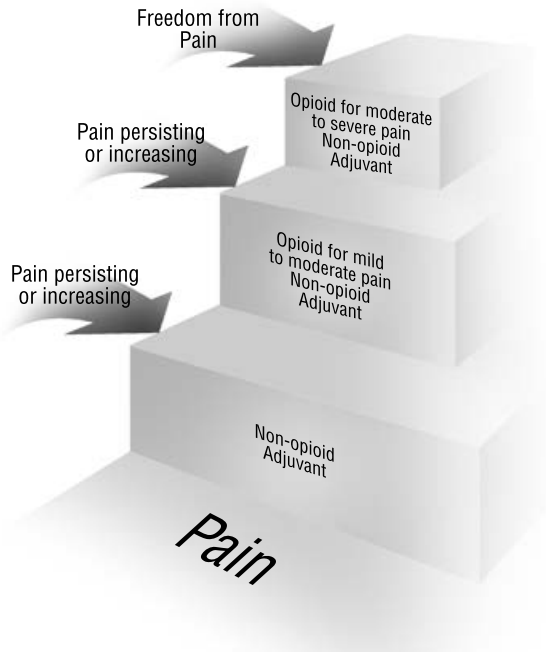 Freedom from
Pain
Opioid for moderate
to severe pain
Non-opioid
Adjuvant
Pain persisting
or increasing
Opioid for mild
to moderate pain
Non-opioid
Adjuvant
Pain persisting
or increasing
Non-opioid
Adjuvant
Pain